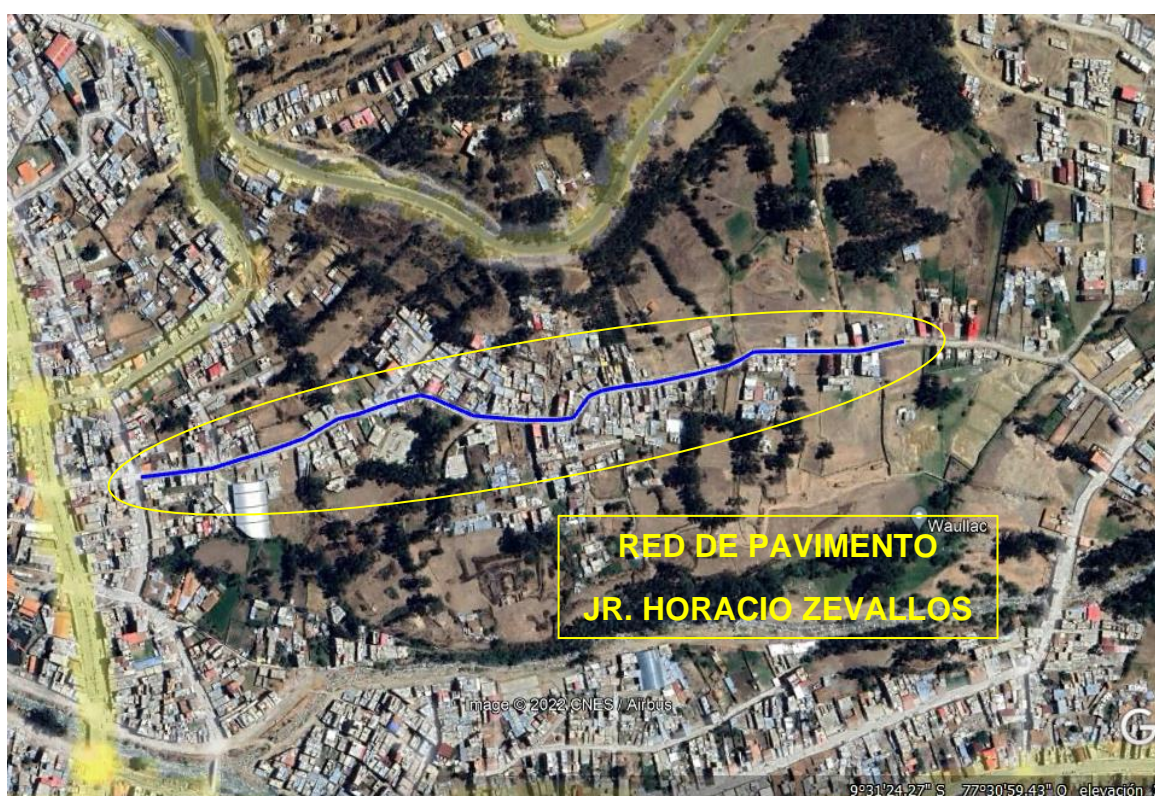 Waullac
RED DE PAVIMENTO
JR. HORACIO ZEVALLOS
Image © 2022 CNES / Airbus
G
9°31'24.27" S 77°30'59.43" O elevación